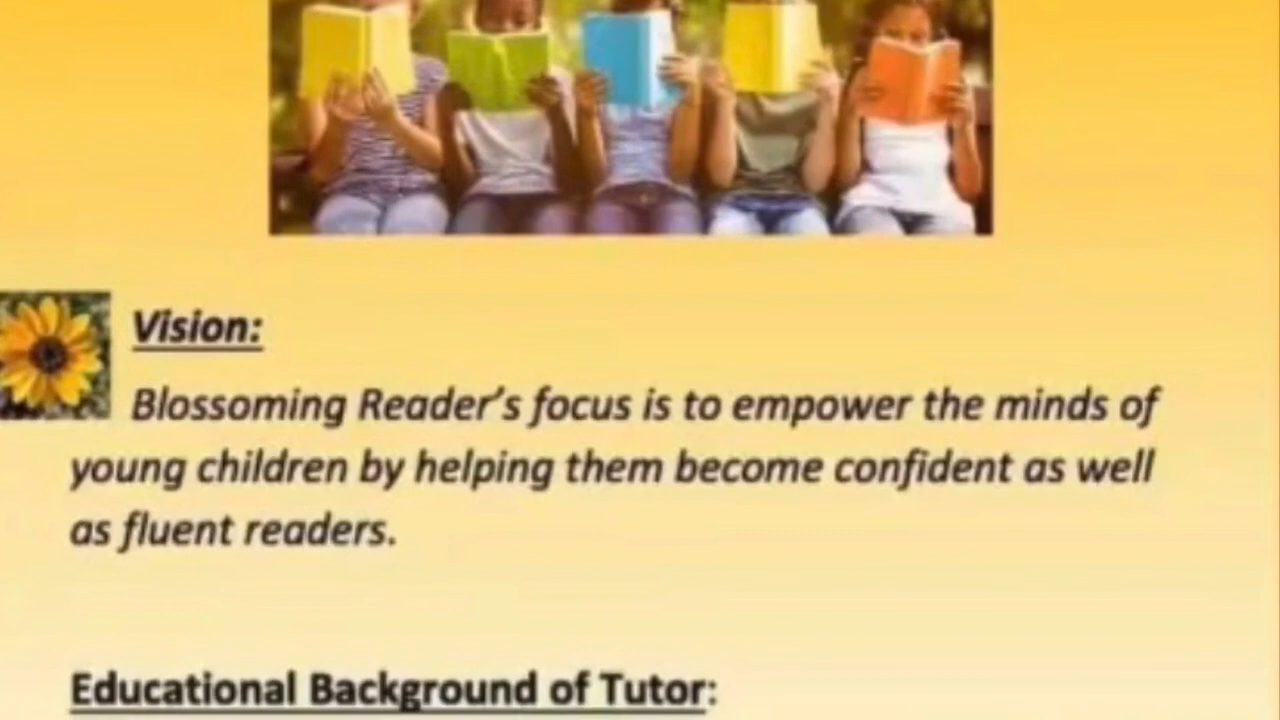 Vision:
Blossoming Reader's focus is to empower the minds of
young children by helping them become confident as well
as fluent readers.
Educational Background of Tutor: